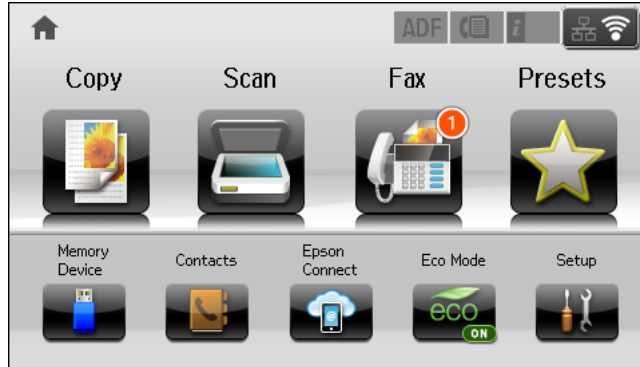 ADF i
Copy Scan Fax Presets
1
Memory Device Contacts Epson Connect Eco Mode Setup
@
eco
ON